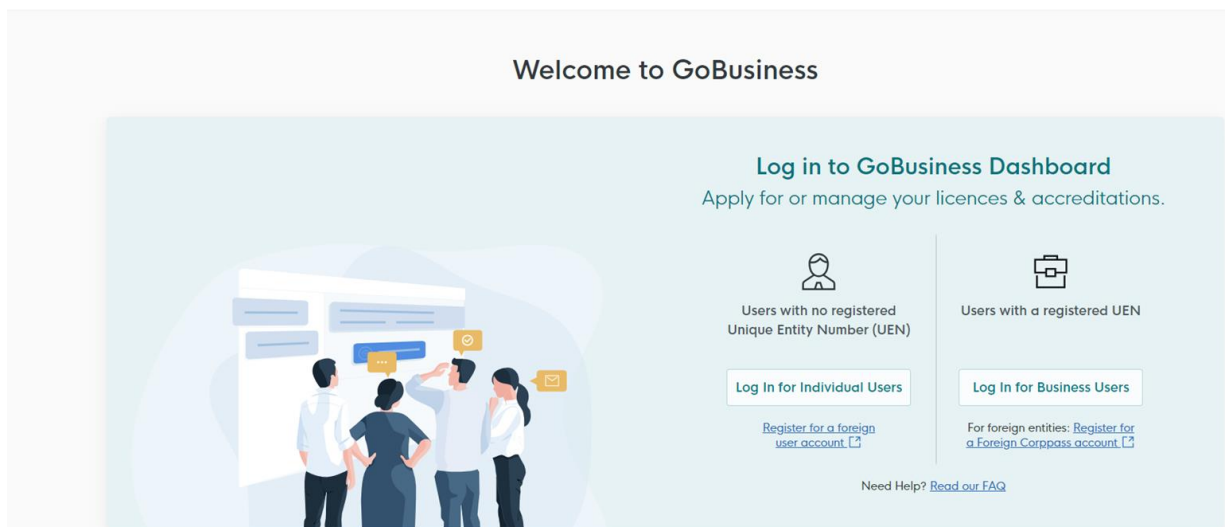 Welcome to GoBusiness
Log in to GoBusiness Dashboard
Apply for or manage your licences & accreditations.
Users with no registered
Unique Entity Number (UEN)
Log In for Individual Users
Register for a foreign
user account
Users with a registered UEN
Log In for Business Users
For foreign entities: Register for
a Foreign Corppass account
Need Help? Read our FAQ